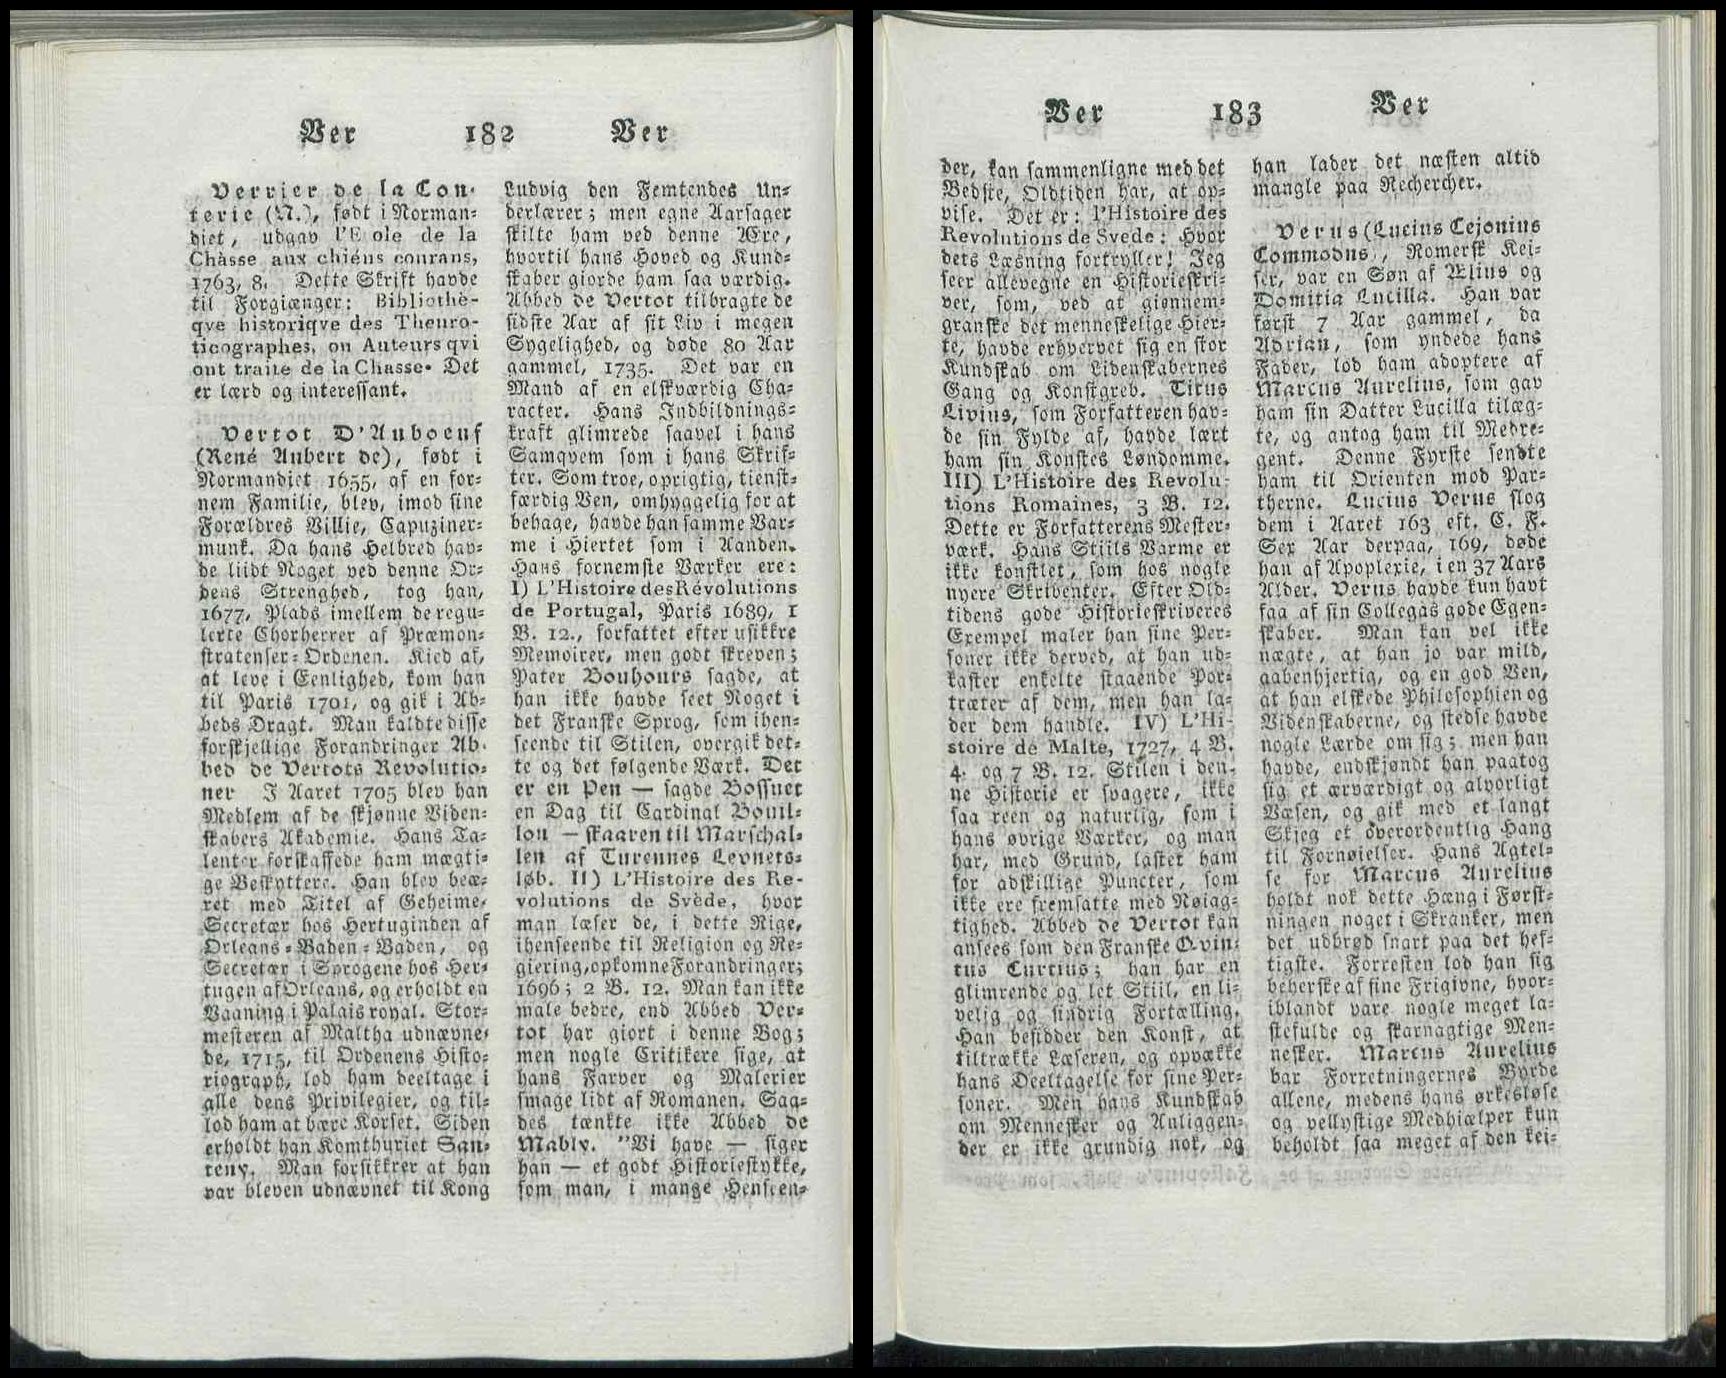 Ver 182 Ver
Verrier de la Con-
terie (N.), født i Norman-
diet, udgav l'E ole de la
Chàsse aux chiéns courans,
1763, 8. Dette Skrift havde
til Forgiænger: Bibliothè-
qve historiqve des Theuro-
ticographes, ou Auteurs qvi
ont traite de la Chasse. Det
er lærd og interessant.
Vertot D'Auboeuf
(René Aubert de), født i
Normandiet 1655, af en for-
nem Familie, blev, imod sine
Forældres Villie, Capuziner-
munk. Da hans Helbred hav-
de liidt Noget ved denne Or-
dens Strenghed, tog han,
1677, Plads imellem de regu-
lerte Chorherrer af Præmon-
stratenser-Ordenen. Kied af,
at leve i Eenlighed, kom han
til Paris 1701, og gik i Ab-
beds Dragt. Man kaldte disse
forskjellige Forandringer Ab-
bed de Vertots Revolutio-
ner I Aaret 1705 blev han
Medlem af de skjønne Viden-
skabers Akademie. Hans Ta-
lenter forskaffede ham mægti-
ge Beskyttere. Han blev beæ-
ret med Titel af Geheime-
Secretær hos Hertuginden af
Orleans-Baden-Baden, og
Secretær i Sprogene hos Her-
tugen af Orleans, og erholdt en
Vaaning i Palais royal. Stor-
mesteren af Maltha udnævne-
de, 1715, til Ordenens Histo-
riograph, lod ham deeltage i
alle dens Privilegier, og til-
lod ham at bære Korset. Siden
erholdt han Komthuriet San-
teny. Man forsikkrer at han
var bleven udnævnet til Kong
Ludvig den Femtendes Un-
derlærer; men egne Aarsager
skilte ham ved denne Ære,
hvortil hans Hoved og Kund-
skaber giorde ham saa værdig.
Abbed de Vertot tilbragte de
sidste Aar af sit Liv i megen
Sygelighed, og døde 80 Aar
gammel, 1735. Det var en
Mand af en elskværdig Cha-
racter. Hans Indbildnings-
kraft glimrede saavel i hans
Samqvem som i hans Skrif-
ter. Som troe, oprigtig, tienst-
færdig Ven, omhyggelig for at
behage, havde han samme Var-
me i Hiertet som i Aanden.
Hans fornemste Værker ere:
I) L'Histoire des Révolutions
de Portugal, Paris 1689, 1
B. 12., forfattet efter usikkre
Memoirer, men godt skreven;
Pater Bouhours sagde, at
han ikke havde seet Noget i
det Franske Sprog, som ihen-
seende til Stilen, overgik det-
te og det følgende Værk. Det
er en Pen — sagde Bossuet
en Dag til Cardinal Bouil-
lon — skaaren til Marschal-
len af Turennes Levnets-
løb. II) L'Histoire des Re-
volutions de Svède, hvor
man læser de, i dette Rige,
ihenseende til Religion og Re-
giering, opkomne Forandringer;
1696; 2 B. 12. Man kan ikke
male bedre, end Abbed Ver-
tot har giort i denne Bog;
men nogle Critikere sige, at
hans Farver og Malerier
smage lidt af Romanen. Saa-
des tænkte ikke Abbed de
Mably. "Vi have — siger
han — et godt Historiestykke,
som man, i mange Henseen-
Ver 183 Ver
der, kan sammenligne med det
Bedste, Oldtiden har, at op-
vise. Det er: l'Histoire des
Revolutions de Svede: Hvor
dets Læsning fortryller! Jeg
seer allevegne en Historieskri-
ver, som, ved at giennem-
granske det menneskelige Hier-
te, havde erhvervet sig en stor
Kundskab om Lidenskabernes
Gang og Konstgreb. Titus
Livius, som Forfatteren hav-
de sin Fylde af, havde lært
ham sin Konstes Løndomme.
III) L'Histoire des Revolu-
tions Romaines, 3 B. 12.
Dette er Forfatterens Mester-
værk. Hans Stiils Varme er
ikke konstlet, som hos nogle
nyere Skribenter. Efter Old-
tidens gode Historieskriveres
Exempel maler han sine Per-
soner ikke derved, at han ud-
kaster enkelte staaende Por-
træter af dem, men han la-
der dem handle. IV) L'Hi-
stoire de Malte, 1727, 4 B.
4. og 7 B. 12. Stilen i den-
ne Historie er svagere, ikke
saa reen og naturlig, som i
hans øvrige Værker, og man
har, med Grund, lastet ham
for adskillige Puncter, som
ikke ere fremsatte med Nøiag-
tighed. Abbed de Vertot kan
ansees som den Franske Qvin-
tus Curtius; han har en
glimrende og let Stiil, en li-
velig og sindrig Fortælling.
Han besidder den Konst, at
tiltrække Læseren, og opvække
hans Deeltagelse for sine Per-
soner. Men hans Kundskab
om Mennesker og Anliggen-
der er ikke grundig nok, og
han lader det næsten altid
mangle paa Rechercher.
Verus (Lucius Cejonius
Commodus), Romersk Kei-
ser, var en Søn af Ælius og
Domitia Lucilla. Han var
først 7 Aar gammel, da
Adrian, som yndede hans
Fader, lod ham adoptere af
Marcus Aurelius, som gav
ham sin Datter Lucilla tilæg-
te, og antog ham til Medre-
gent. Denne Fyrste sendte
ham til Orienten mod Par-
therne. Lucius Verus slog
dem i Aaret 163 eft. C. F.
Sex Aar derpaa, 169, døde
han af Apoplexie, i en 37 Aars
Alder. Verus havde kun havt
faa af sin Collegas gode Egen-
skaber. Man kan vel ikke
nægte, at han jo var mild,
aabenhjertig, og en god Ven,
at han elskede Philosophien og
Videnskaberne, og stedse havde
nogle Lærde om sig; men han
havde, endskjøndt han paatog
sig et ærværdigt og alvorligt
Væsen, og gik med et langt
Skjeg et overordentlig Hang
til Fornøielser. Hans Agtel-
se for Marcus Aurelius
holdt nok dette Hæng i Først-
ningen noget i Skranker, men
det udbrød snart paa det hef-
tigste. Forresten lod han sig
beherske af sine Frigivne, hvor-
iblandt vare nogle meget la-
stefulde og skarnagtige Men-
nesker. Marcus Aurelius
bar Forretningernes Byrde
allene, medens hans ørkesløse
og vellystige Medhiælper kun
beholdt saa meget af den kei-